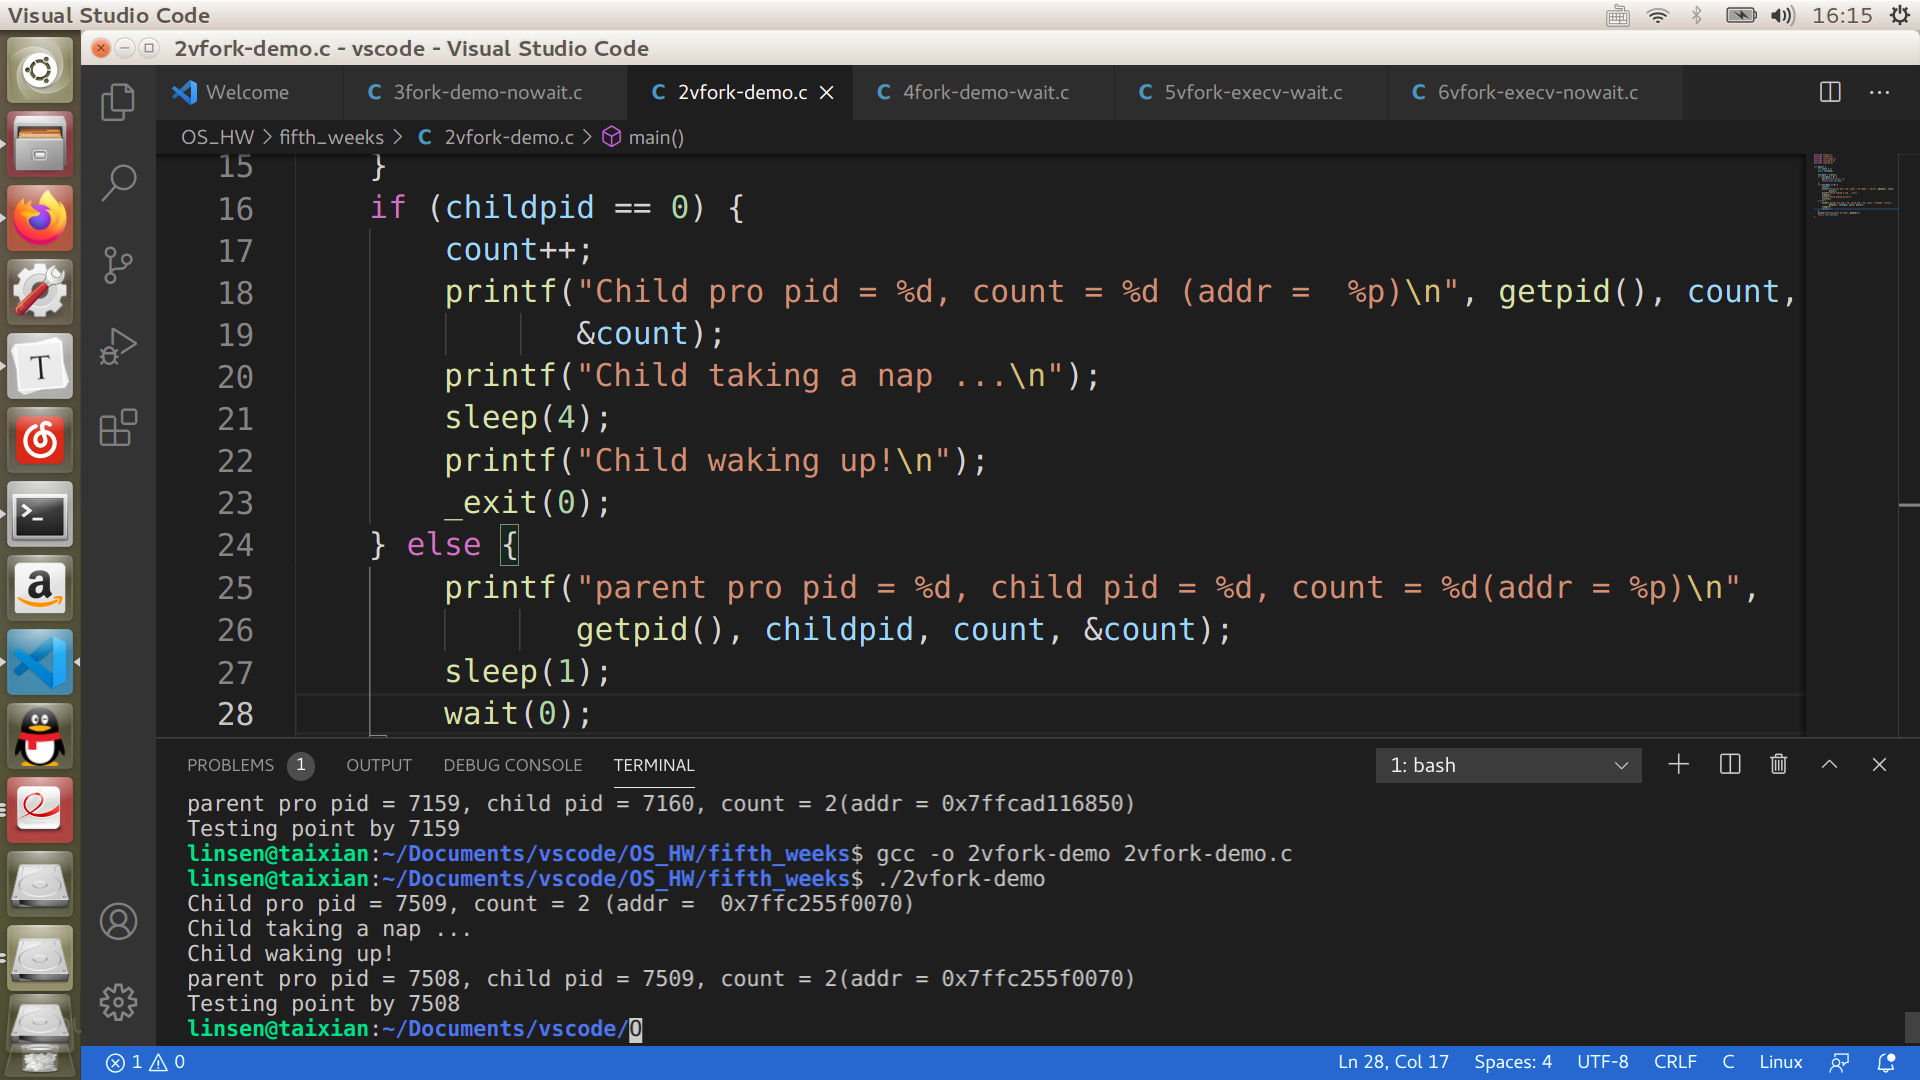 Visual Studio Code
16:15
2vfork-demo.c - vscode - Visual Studio Code
Welcome
C 3fork-demo-nowait.c
C 2vfork-demo.c
C 4fork-demo-wait.c
C 5vfork-execv-wait.c
C 6vfork-execv-nowait.c
OS_HW > fifth_weeks > C 2vfork-demo.c > main()
15 }
16 if (childpid == 0) {
17 count++;
18 printf("Child pro pid = %d, count = %d (addr =  %p)\n", getpid(), count,
19 &count);
20 printf("Child taking a nap ...\n");
21 sleep(4);
22 printf("Child waking up!\n");
23 _exit(0);
24 } else {
25 printf("parent pro pid = %d, child pid = %d, count = %d(addr = %p)\n",
26 getpid(), childpid, count, &count);
27 sleep(1);
28 wait(0);
PROBLEMS 1 OUTPUT DEBUG CONSOLE TERMINAL 1: bash
parent pro pid = 7159, child pid = 7160, count = 2(addr = 0x7ffcad116850)
Testing point by 7159
linsen@taixian:~/Documents/vscode/OS_HW/fifth_weeks$ gcc -o 2vfork-demo 2vfork-demo.c
linsen@taixian:~/Documents/vscode/OS_HW/fifth_weeks$ ./2vfork-demo
Child pro pid = 7509, count = 2 (addr =  0x7ffc255f0070)
Child taking a nap ...
Child waking up!
parent pro pid = 7508, child pid = 7509, count = 2(addr = 0x7ffc255f0070)
Testing point by 7508
linsen@taixian:~/Documents/vscode/O
1 0 Ln 28, Col 17 Spaces: 4 UTF-8 CRLF C Linux